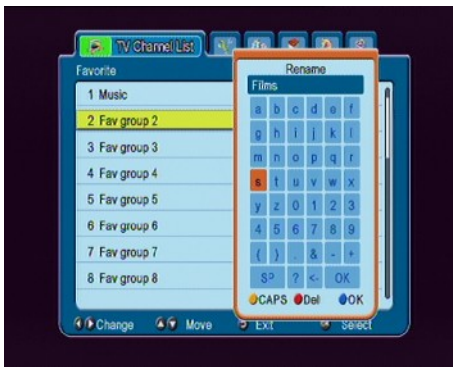 TV Channel List
Favorite
1 Music
2 Fav group 2
3 Fav group 3
4 Fav group 4
5 Fav group 5
6 Fav group 6
7 Fav group 7
8 Fav group 8
Rename
Films
a b c d e f
g h i j k l
m n o p q r
s t u v w x
y z 0 1 2 3
4 5 6 7 8 9
( ) . & - +
SP ? <- OK
CAPS Del OK
Change Move Exit Select